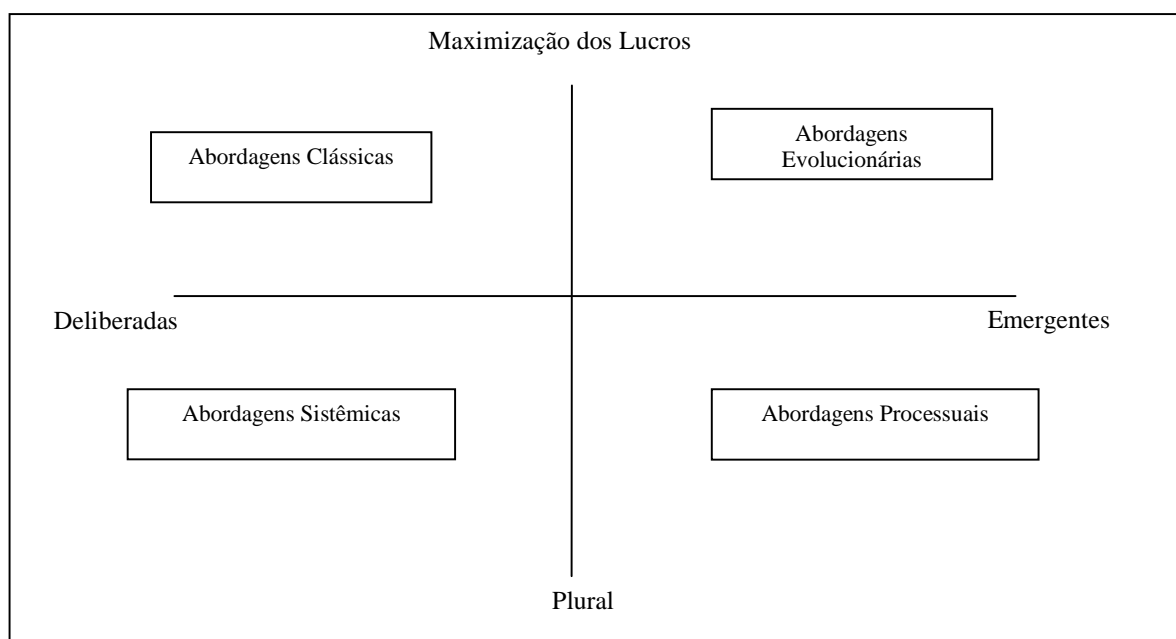 Maximização dos Lucros
Abordagens Clássicas
Abordagens
Evolucionárias
Deliberadas
Emergentes
Abordagens Sistêmicas
Abordagens Processuais
Plural